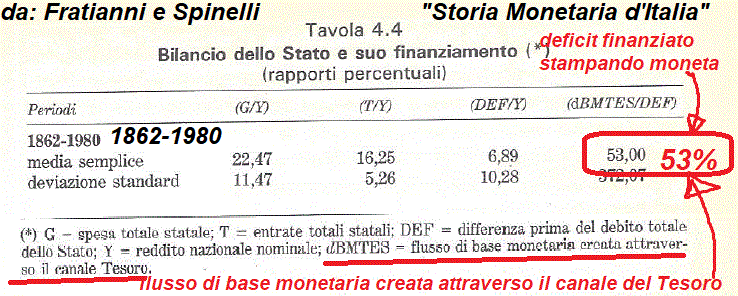 da: Fratianni e Spinelli "Storia Monetaria d'Italia"
Tavola 4.4
Bilancio dello Stato e suo finanziamento (*)
(rapporti percentuali)
deficit finanziato
stampando moneta
Periodi (G/Y) (T/Y) (DEF/Y) (dBMTES/DEF)
1862-1980 1862-1980
media semplice 22,47 16,25 6,89 53,00 53%
deviazione standard 11,47 5,26 10,28 372,07
(*) G – spesa totale statale; T = entrate totali statali; DEF = differenza prima del debito totale
dello Stato; Y = reddito nazionale nominale; dBMTES = flusso di base monetaria creata attraver-
so il canale Tesoro.
flusso di base monetaria creata attraverso il canale del Tesoro